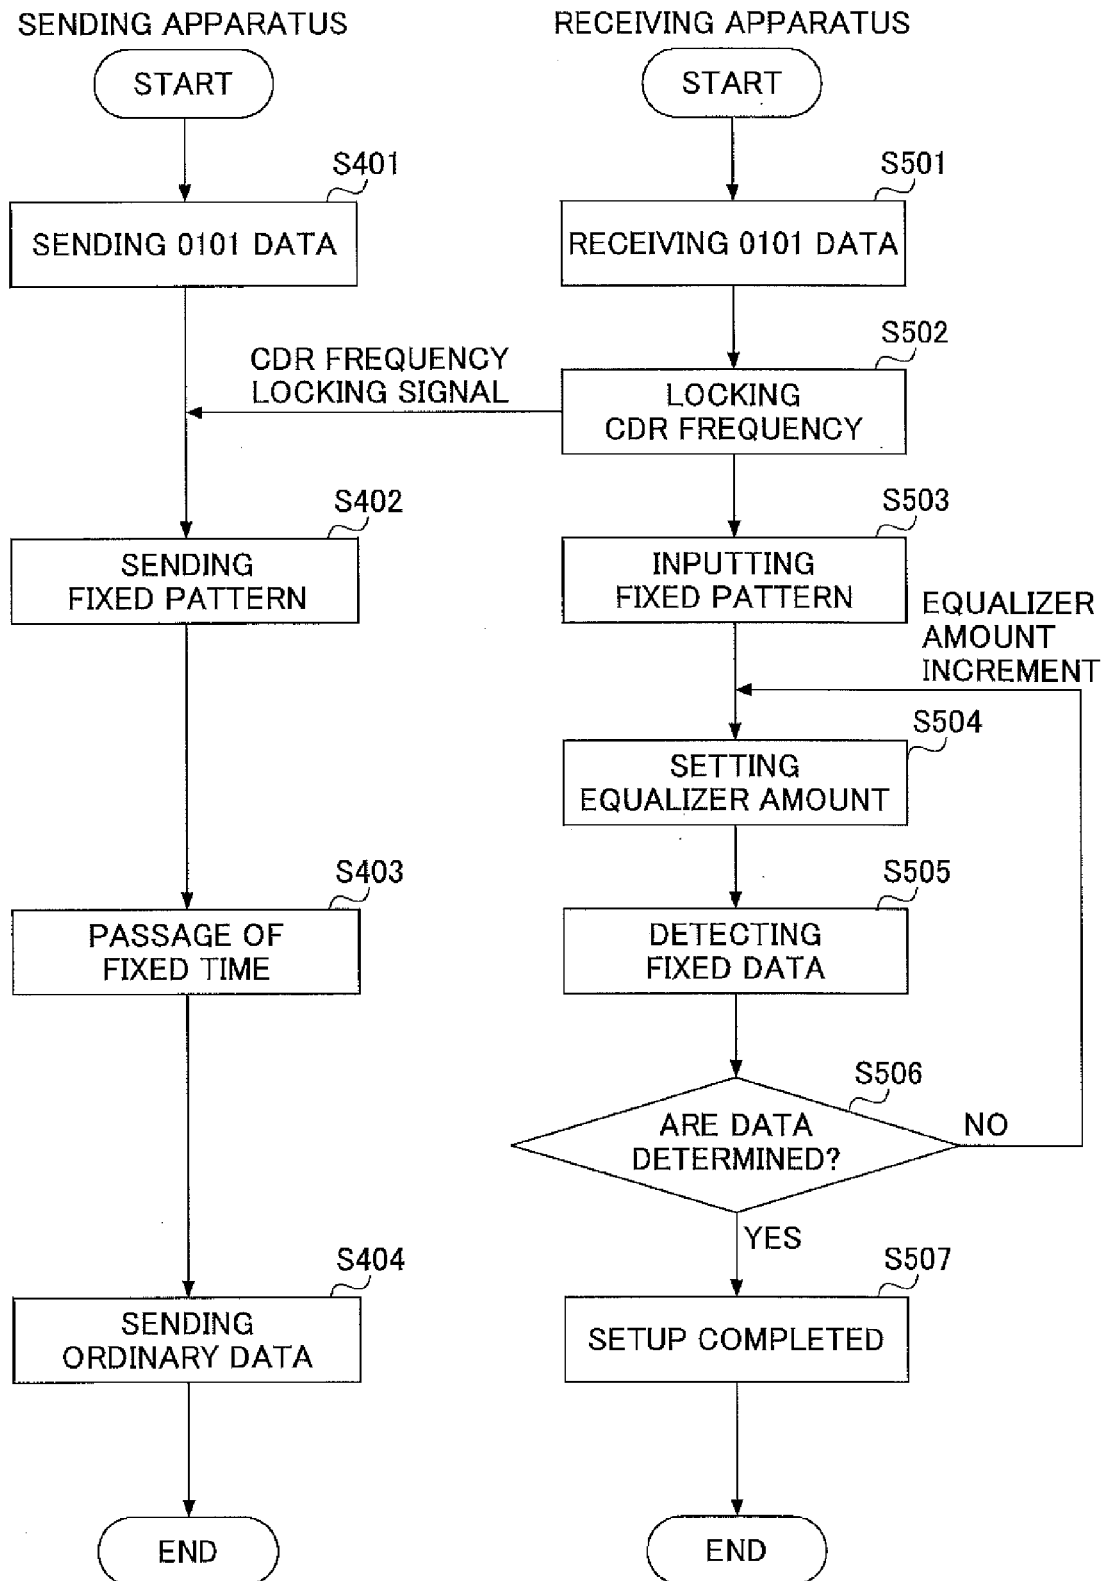 SENDING APPARATUS
START
S401
SENDING 0101 DATA
S402
SENDING
FIXED PATTERN
S403
PASSAGE OF
FIXED TIME
S404
SENDING
ORDINARY DATA
END
RECEIVING APPARATUS
START
S501
RECEIVING 0101 DATA
S502
LOCKING
CDR FREQUENCY
CDR FREQUENCY
LOCKING SIGNAL
S503
INPUTTING
FIXED PATTERN
EQUALIZER
AMOUNT
INCREMENT
S504
SETTING
EQUALIZER AMOUNT
S505
DETECTING
FIXED DATA
S506
ARE DATA
DETERMINED?
NO
YES
S507
SETUP COMPLETED
END